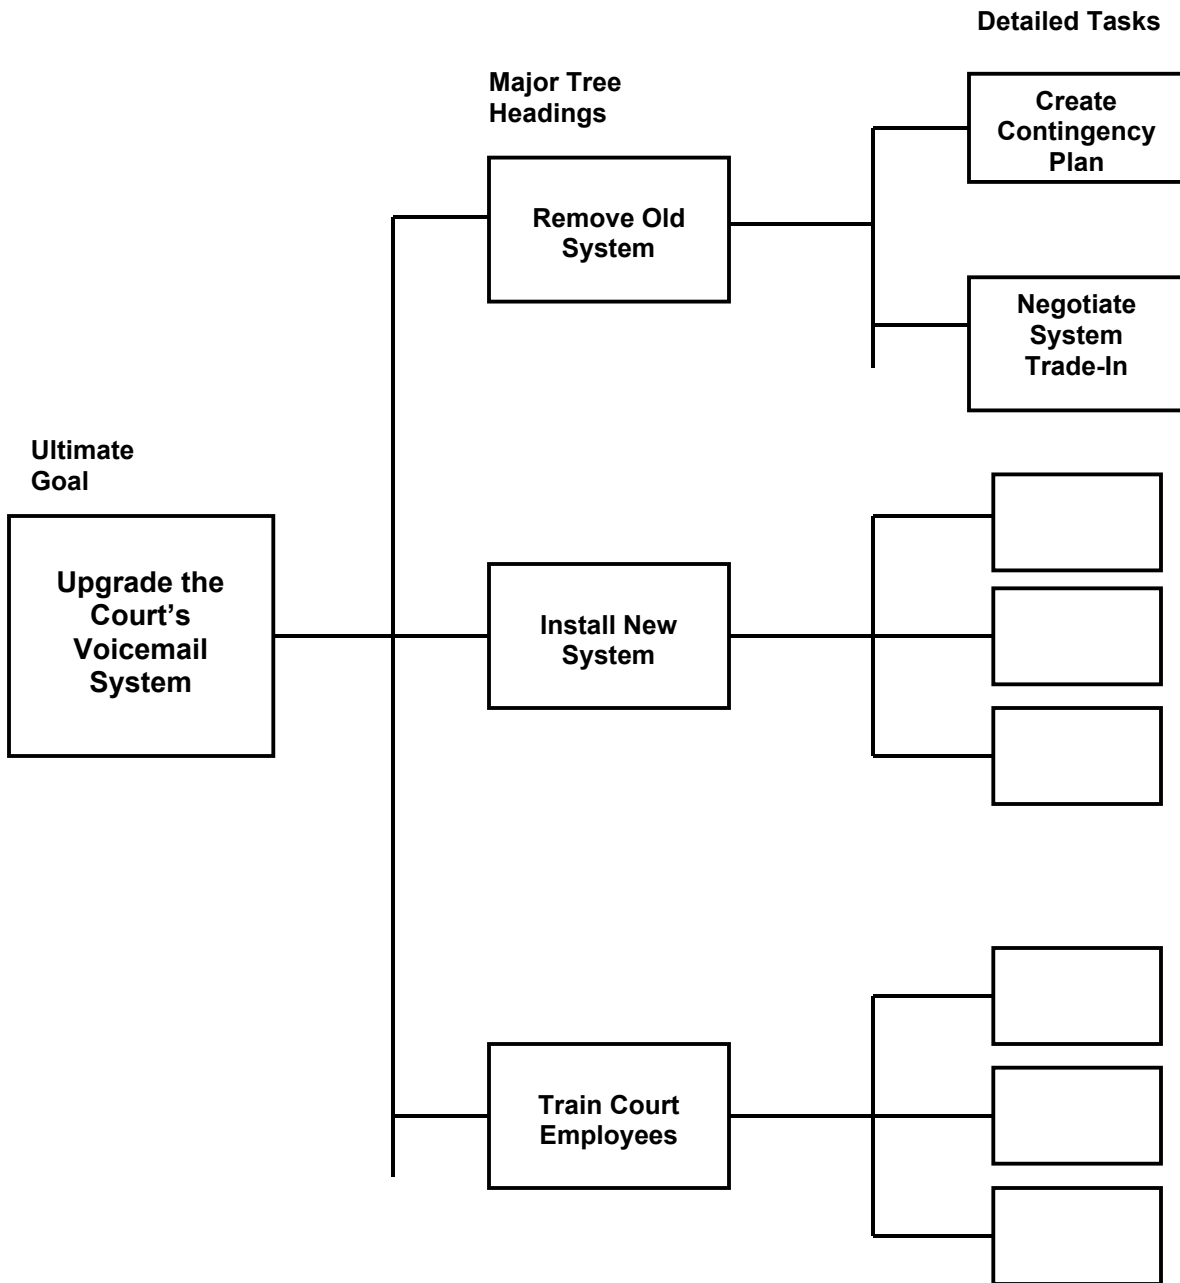 Detailed Tasks
Major Tree
Headings
Create
Contingency
Plan
Remove Old
System
Negotiate
System
Trade-In
Ultimate
Goal
Upgrade the
Court’s
Voicemail
System
Install New
System
Train Court
Employees